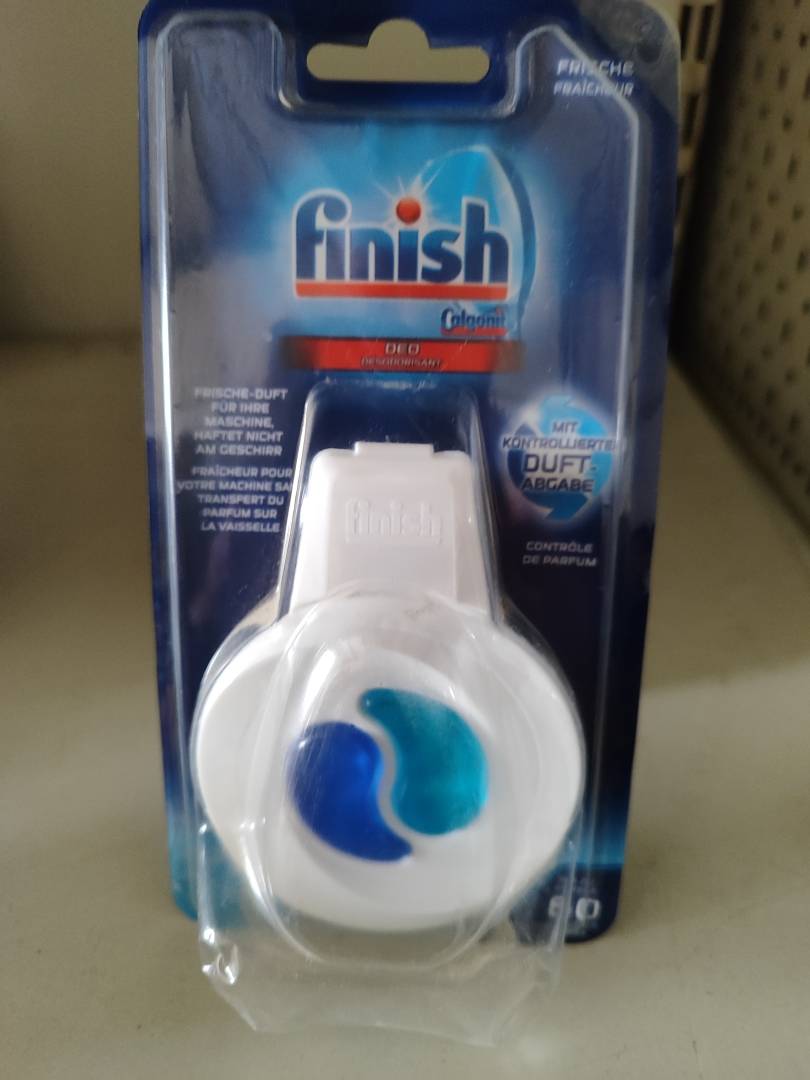 FRISCHE
FRAÎCHEUR
finish
Calgonit
DEO
DESODORISANT
FRISCHE-DUFT
FÜR IHRE
MASCHINE,
HAFTET NICHT
AM GESCHIRR
FRAÎCHEUR POUR
VOTRE MACHINE SA
TRANSPERT DU
PARFUM SUR
LA VAISSELLE
MIT
KONTROLLIERTER
DUFT-
ABGABE
CONTRÔLE
DE PARFUM
finish